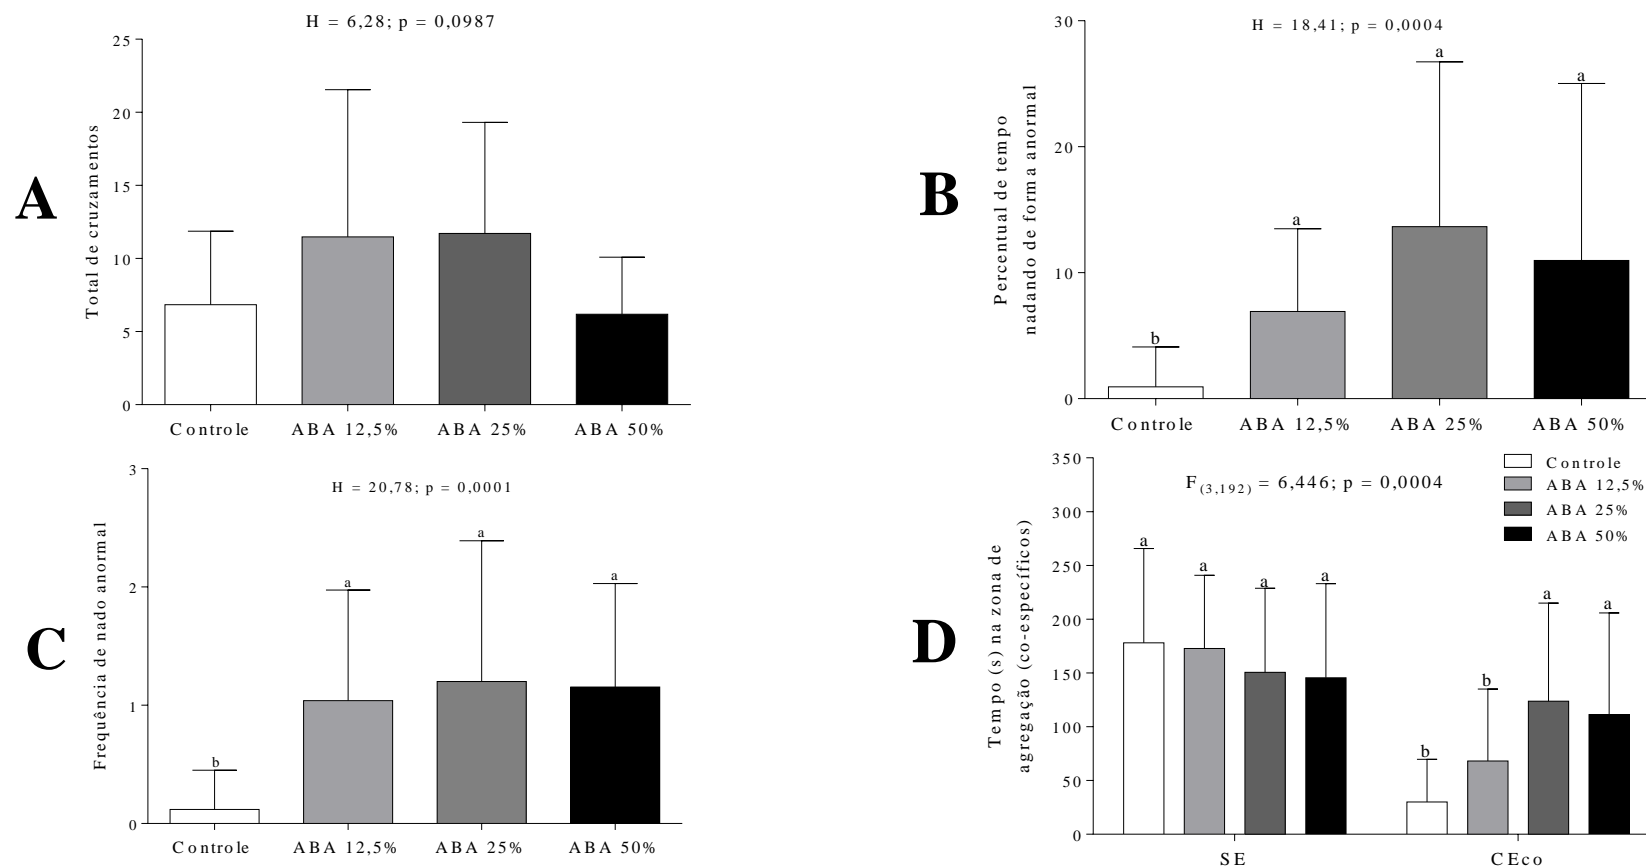 A
H = 6,28; p = 0,0987
Total de cruzamentos
25
20
15
10
5
0
Controle
ABA 12,5%
ABA 25%
ABA 50%
B
H = 18,41; p = 0,0004
Percentual de tempo
nadando de forma anormal
30
20
10
0
b
a
a
a
Controle
ABA 12,5%
ABA 25%
ABA 50%
C
H = 20,78; p = 0,0001
Frequência de nado anormal
3
2
1
0
b
a
a
a
Controle
ABA 12,5%
ABA 25%
ABA 50%
D
F(3,192) = 6,446; p = 0,0004
Tempo (s) na zona de
agregação (co-específicos)
350
300
250
200
150
100
50
0
a
a
a
a
b
b
a
a
SE
CEco
Controle
ABA 12,5%
ABA 25%
ABA 50%